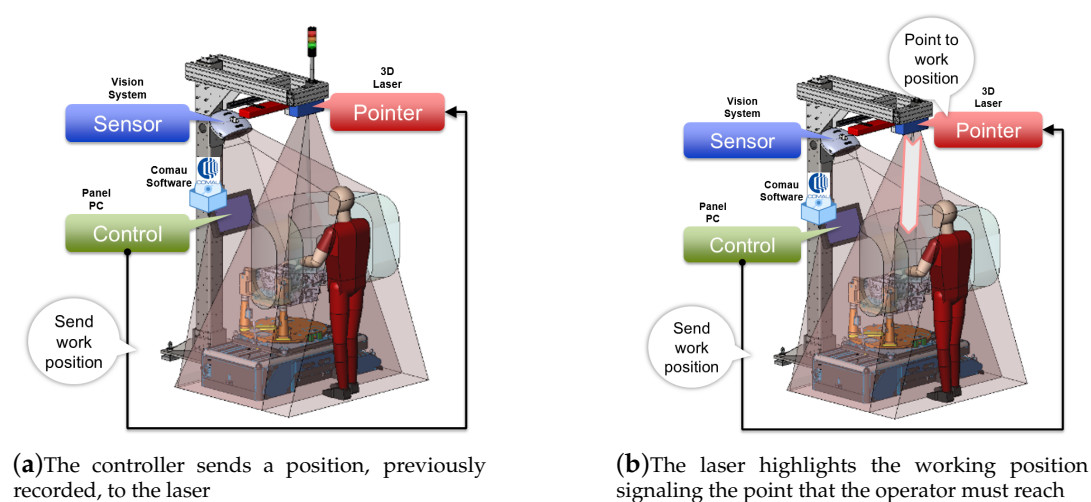 Vision
System
Sensor
3D
Laser
Pointer
Comau
Software
COMAU
Panel
PC
Control
Send
work
position
(a)The controller sends a position, previously
recorded, to the laser
Point to
work
position
Vision
System
Sensor
3D
Laser
Pointer
Comau
Software
COMAU
Panel
PC
Control
Send
work
position
(b)The laser highlights the working position
signaling the point that the operator must reach